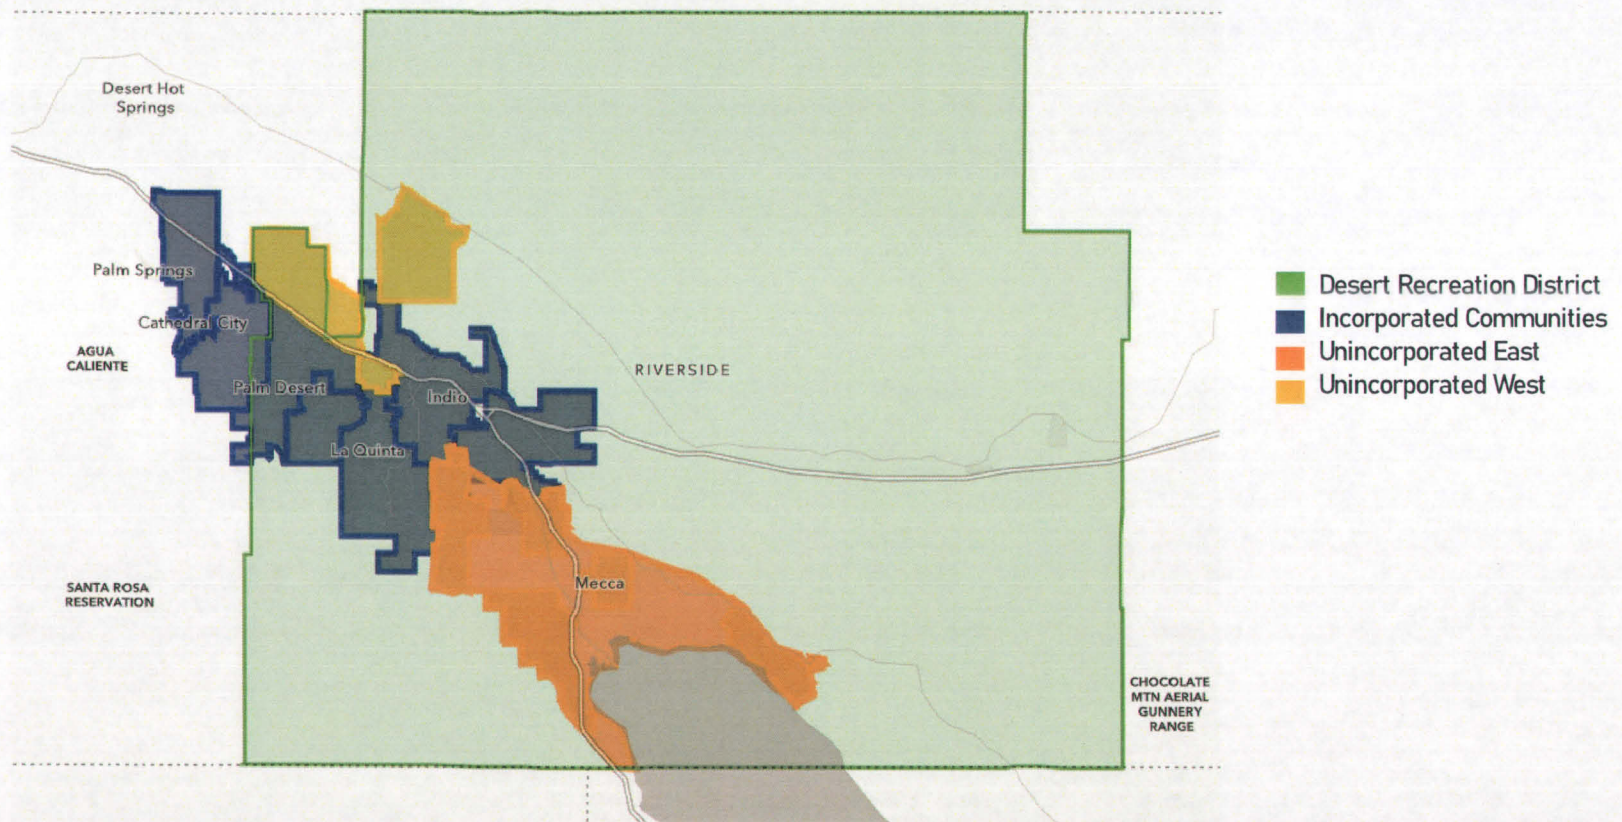 Desert Hot
Springs
Palm Springs
Cathedral City
AGUA
CALIENTE
Palm Desert
Indio
La Quinta
RIVERSIDE
Mecca
SANTA ROSA
RESERVATION
CHOCOLATE
MTN AERIAL
GUNNERY
RANGE
Desert Recreation District
Incorporated Communities
Unincorporated East
Unincorporated West